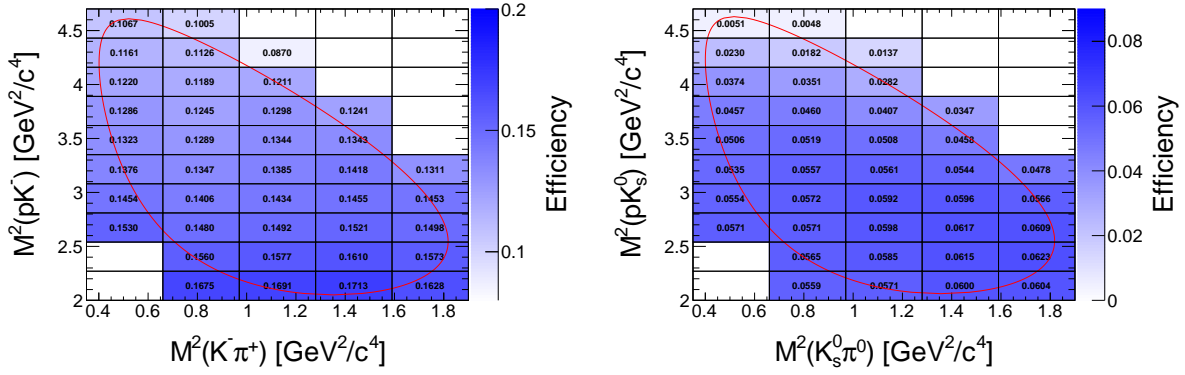 0.1067 0.1005
0.1161 0.1126 0.0870
0.1220 0.1189 0.1211
0.1286 0.1245 0.1298 0.1241
0.1323 0.1289 0.1344 0.1343
0.1376 0.1347 0.1385 0.1418 0.1311
0.1454 0.1406 0.1434 0.1455 0.1453
0.1530 0.1480 0.1492 0.1521 0.1498
0.1560 0.1577 0.1610 0.1573
0.1675 0.1691 0.1713 0.1628
4.5
4
3.5
3
2.5
2
0.4 0.6 0.8 1 1.2 1.4 1.6 1.8
M²(pK⁻) [GeV²/c⁴]
M²(K⁻π⁺) [GeV²/c⁴]
0.2
0.15
0.1
Efficiency
0.0051 0.0048
0.0230 0.0182 0.0137
0.0374 0.0351 0.0282
0.0457 0.0460 0.0407 0.0347
0.0506 0.0519 0.0508 0.0458
0.0535 0.0557 0.0561 0.0544 0.0478
0.0554 0.0572 0.0592 0.0596 0.0566
0.0571 0.0571 0.0598 0.0617 0.0609
0.0565 0.0585 0.0615 0.0623
0.0559 0.0571 0.0600 0.0604
4.5
4
3.5
3
2.5
2
0.4 0.6 0.8 1 1.2 1.4 1.6 1.8
M²(pK⁰ₛ) [GeV²/c⁴]
M²(K⁰ₛπ⁰) [GeV²/c⁴]
0.08
0.06
0.04
0.02
0
Efficiency